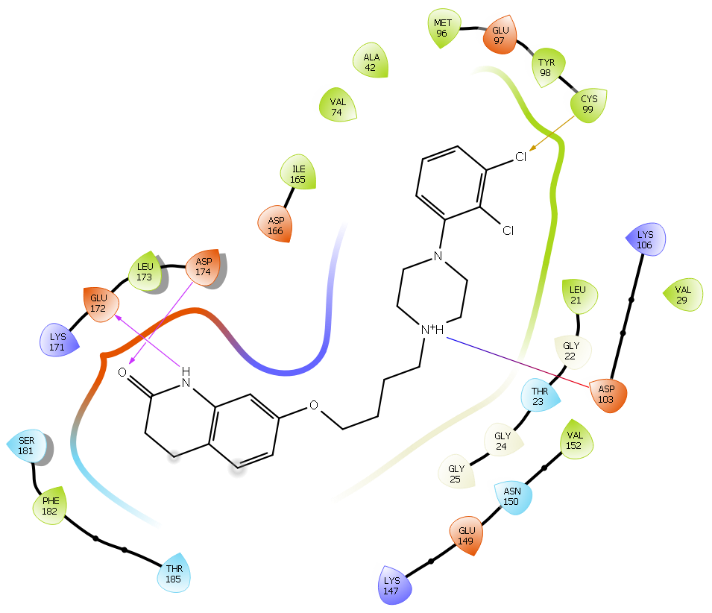 MET
96
GLU
97
TYR
98
CYS
99
ALA
42
VAL
74
ILE
165
ASP
166
Cl
Cl
LYS
106
LEU
173
ASP
174
GLU
172
LYS
171
N
LEU
21
VAL
29
GLY
22
N+
H
THR
23
ASP
103
H
N
O
O
GLY
24
GLY
25
VAL
152
SER
181
PHE
182
ASN
150
GLU
149
THR
185
LYS
147